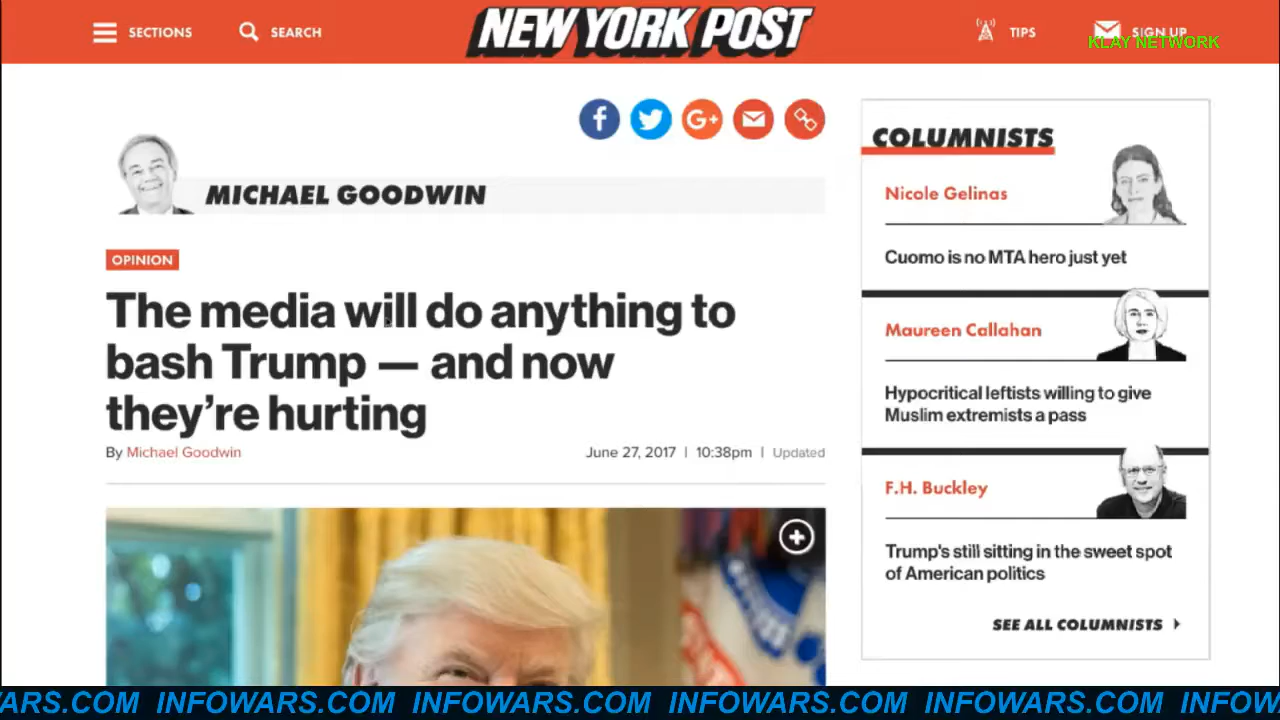 SECTIONS
SEARCH
NEW YORK POST
TIPS
SIGN UP
KLAY NETWORK
MICHAEL GOODWIN
OPINION
The media will do anything to
bash Trump — and now
they're hurting
By Michael Goodwin
June 27, 2017 | 10:38pm | Updated
COLUMNISTS
Nicole Gelinas
Cuomo is no MTA hero just yet
Maureen Callahan
Hypocritical leftists willing to give
Muslim extremists a pass
F.H. Buckley
Trump's still sitting in the sweet spot
of American politics
SEE ALL COLUMNISTS
WARS.COM INFOWARS.COM INFOWARS.COM INFOWARS.COM INFOWARS.COM INFOW